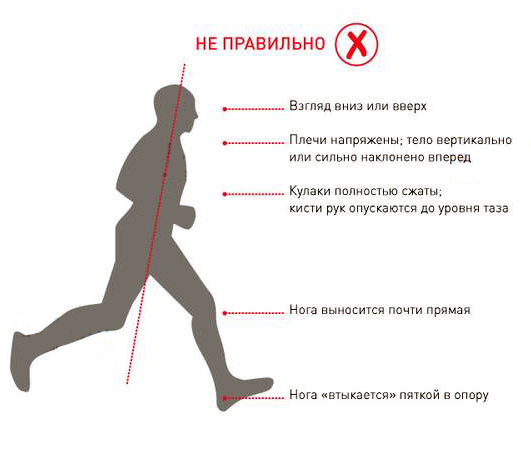 НЕ ПРАВИЛЬНО
Взгляд вниз или вверх
Плечи напряжены; тело вертикально
или сильно наклонено вперед
Кулаки полностью сжаты;
кисти рук опускаются до уровня таза
Нога выносится почти прямая
Нога «втыкается» пяткой в опору